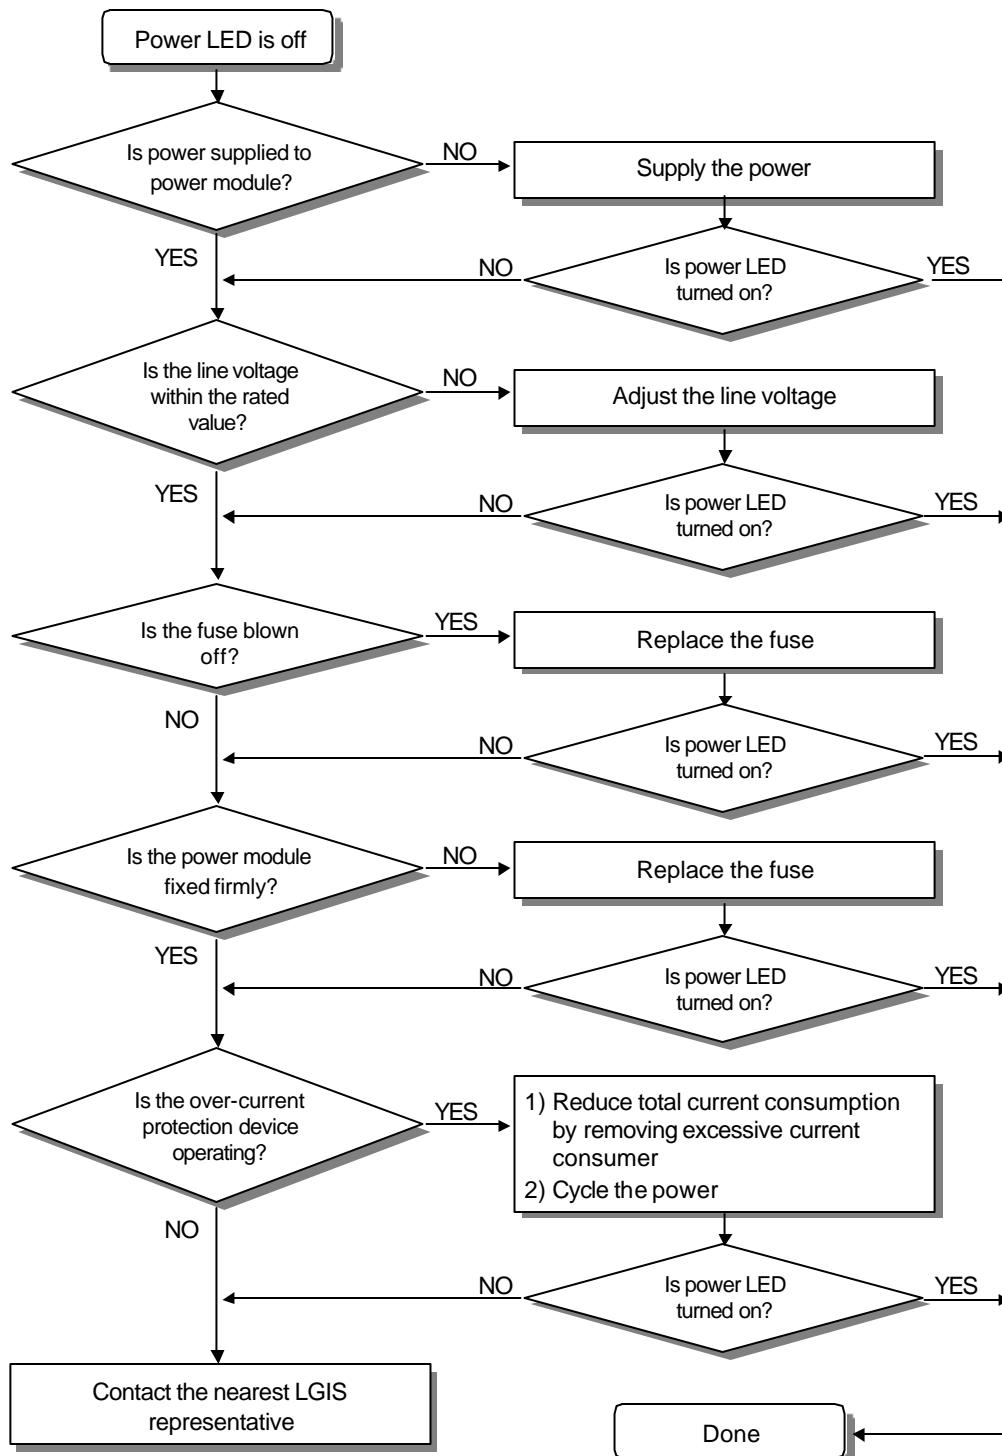 Power LED is off
Is power supplied to
power module?
NO
Supply the power
YES
NO
Is power LED
turned on?
YES
Is the line voltage
within the rated
value?
NO
Adjust the line voltage
YES
NO
Is power LED
turned on?
YES
Is the fuse blown
off?
YES
Replace the fuse
NO
NO
Is power LED
turned on?
YES
Is the power module
fixed firmly?
NO
Replace the fuse
YES
NO
Is power LED
turned on?
YES
Is the over-current
protection device
operating?
YES
1) Reduce total current consumption
by removing excessive current
consumer
2) Cycle the power
NO
NO
Is power LED
turned on?
YES
Contact the nearest LGIS
representative
Done